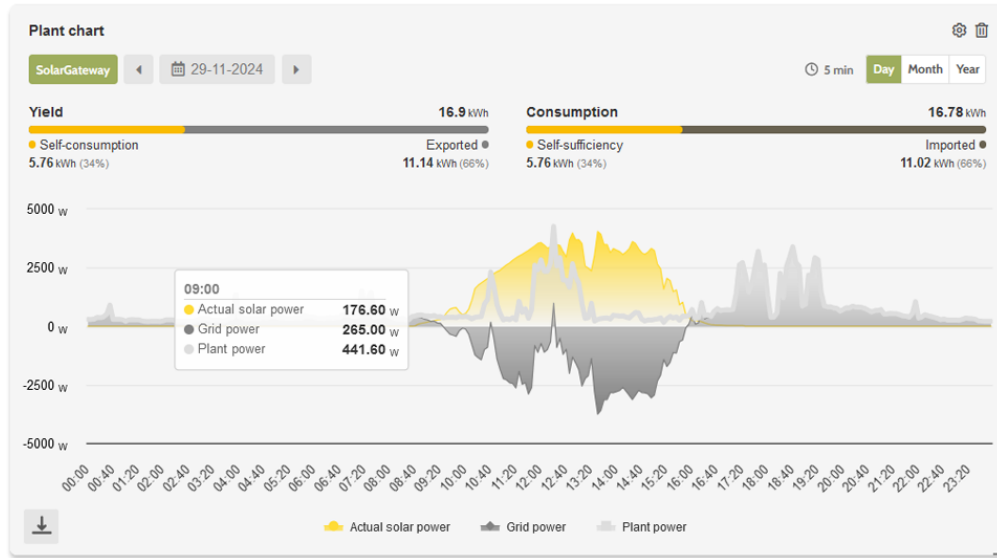 Plant chart
SolarGateway 29-11-2024 5 min Day Month Year
Yield 16.9 kWh
Self-consumption Exported
5.76 kWh (34%) 11.14 kWh (66%)
Consumption 16.78 kWh
Self-sufficiency Imported
5.76 kWh (34%) 11.02 kWh (66%)
5000 W
2500 W
0 W
-2500 W
-5000 W
09:00
Actual solar power 176.60 W
Grid power 265.00 W
Plant power 441.60 W
00:00 00:40 01:20 02:00 02:40 03:20 04:00 04:40 05:20 06:00 06:40 07:20 08:00 08:40 09:20 10:00 10:40 11:20 12:00 12:40 13:20 14:00 14:40 15:20 16:00 16:40 17:20 18:00 18:40 19:20 20:00 20:40 21:20 22:00 22:40 23:20
Actual solar power Grid power Plant power